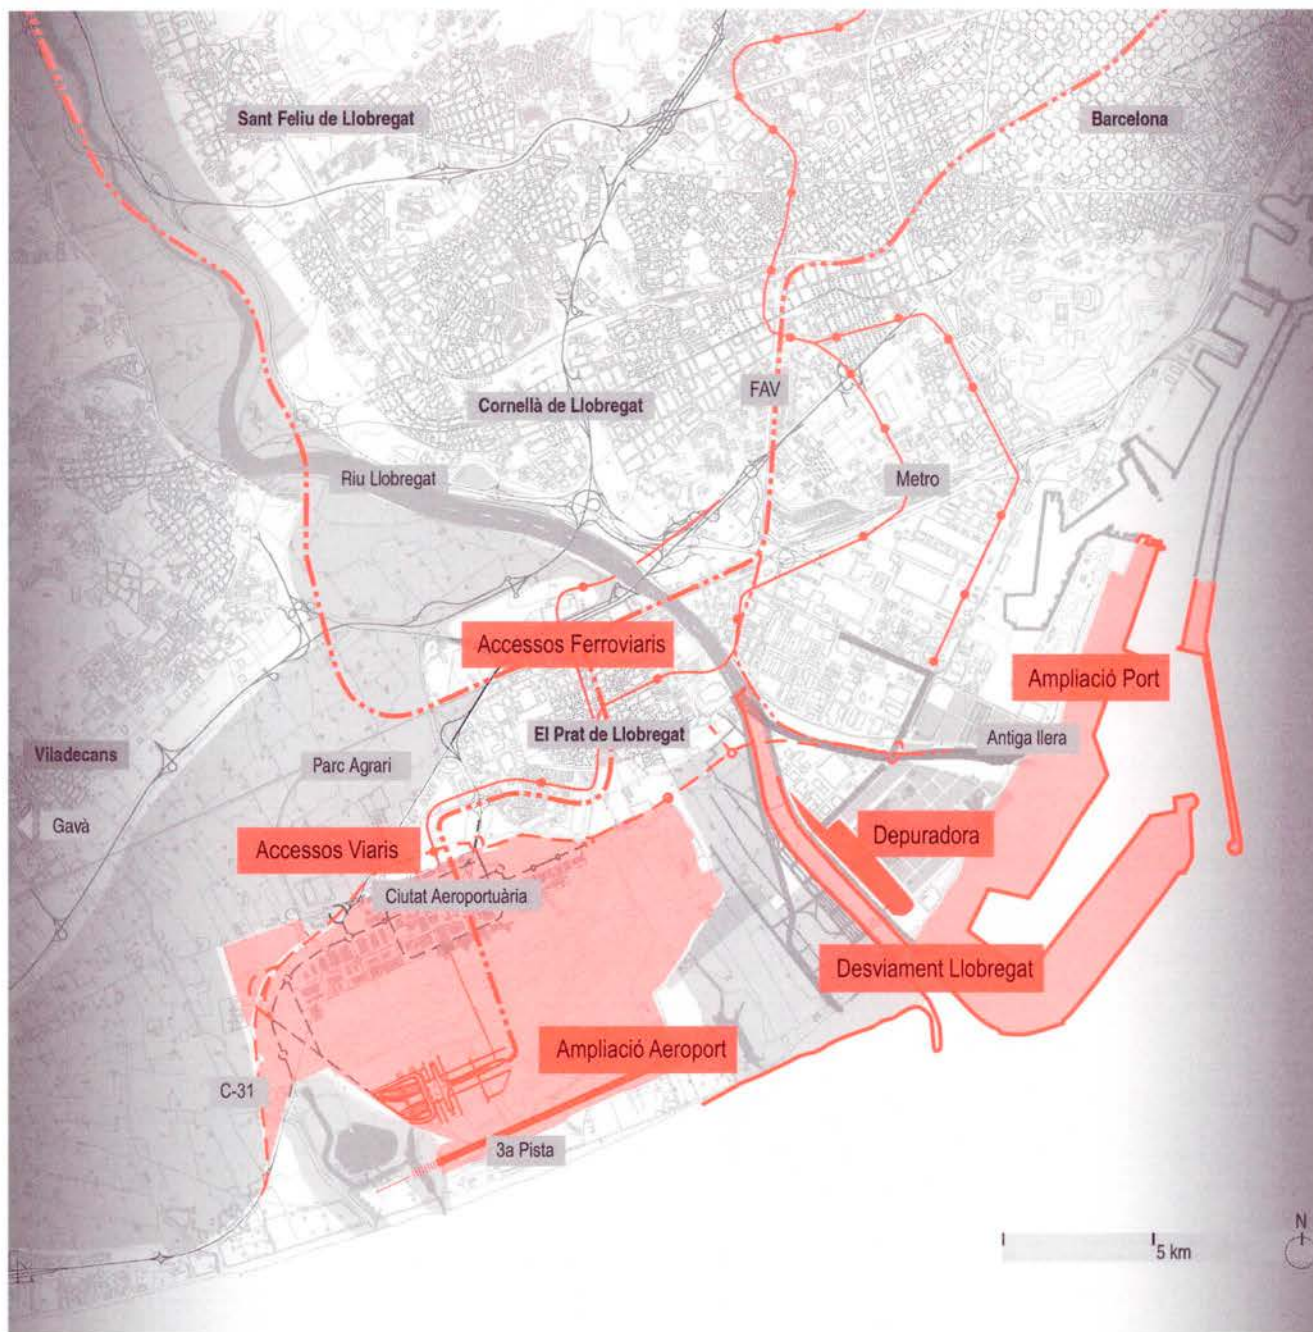 Sant Feliu de Llobregat
Barcelona
FAV
Cornellà de Llobregat
Riu Llobregat
Metro
Accessos Ferroviaris
Ampliació Port
El Prat de Llobregat
Antiga llera
Viladecans
Parc Agrari
Gavà
Depuradora
Accessos Viaris
Ciutat Aeroportuària
Desviament Llobregat
Ampliació Aeroport
C-31
3a Pista
N
5 km